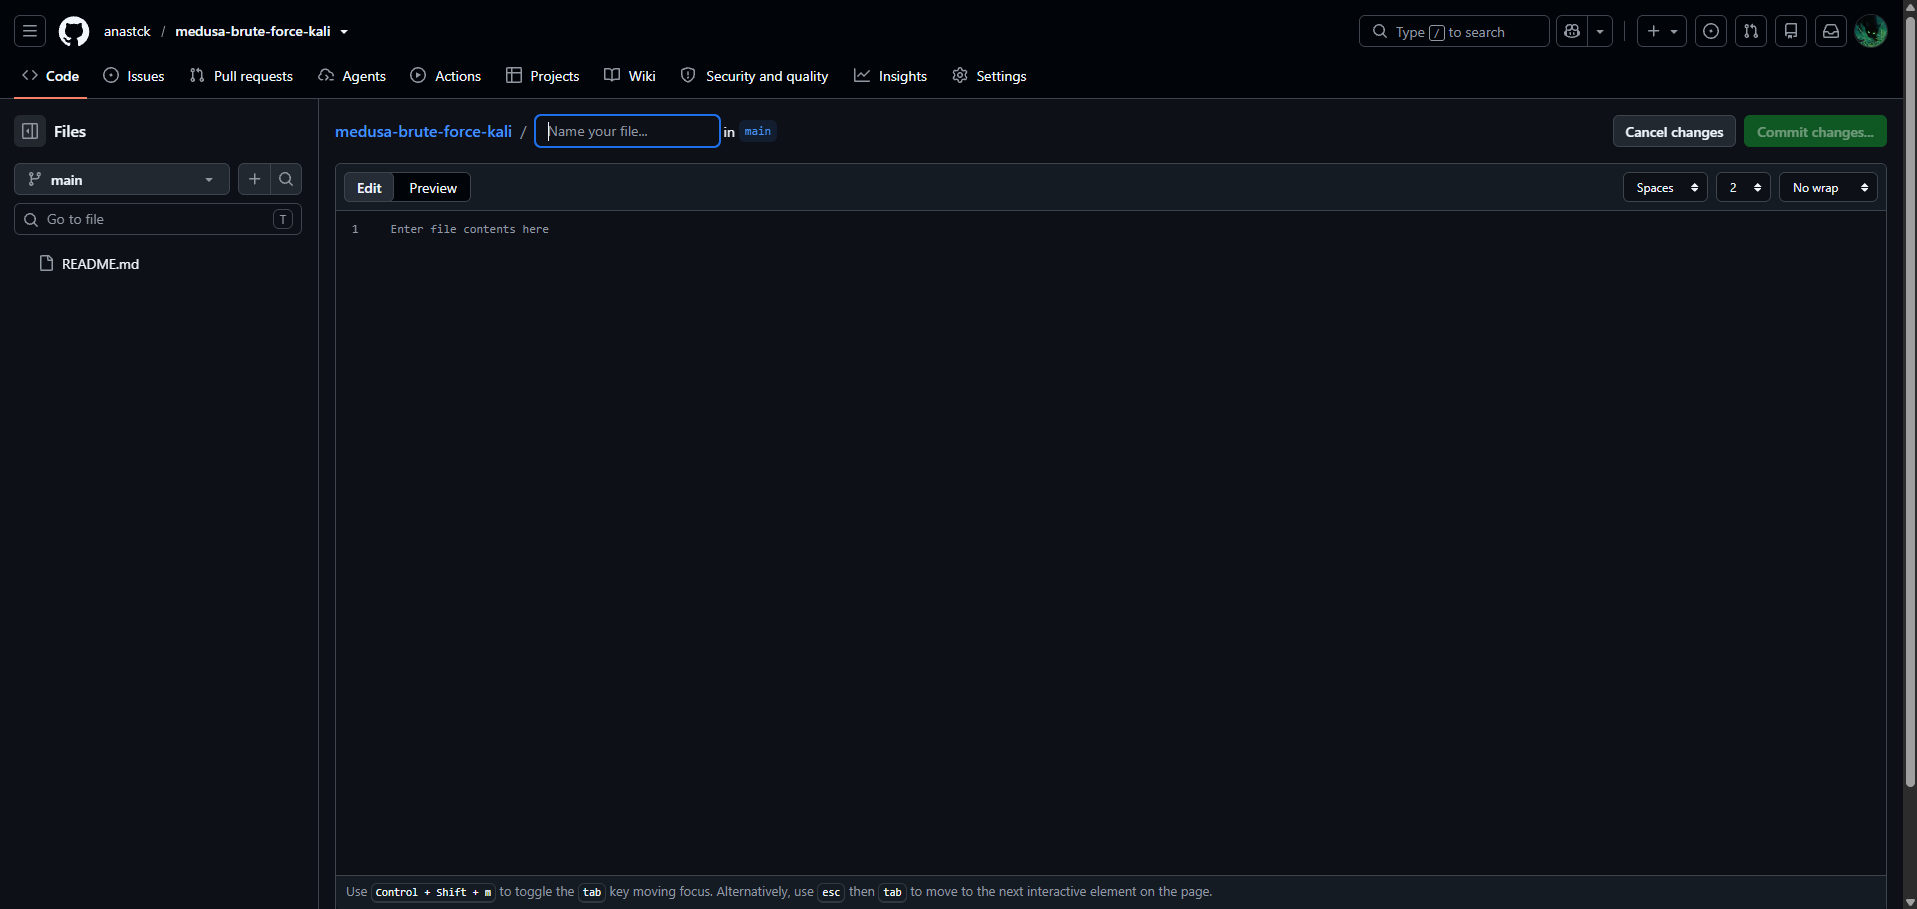 anastck / medusa-brute-force-kali
Type / to search
Code
Issues
Pull requests
Agents
Actions
Projects
Wiki
Security and quality
Insights
Settings
Files
medusa-brute-force-kali / Name your file... in main
Cancel changes
Commit changes...
main
Go to file
T
README.md
Edit
Preview
Spaces
2
No wrap
1 Enter file contents here
Use Control + Shift + m to toggle the tab key moving focus. Alternatively, use esc then tab to move to the next interactive element on the page.